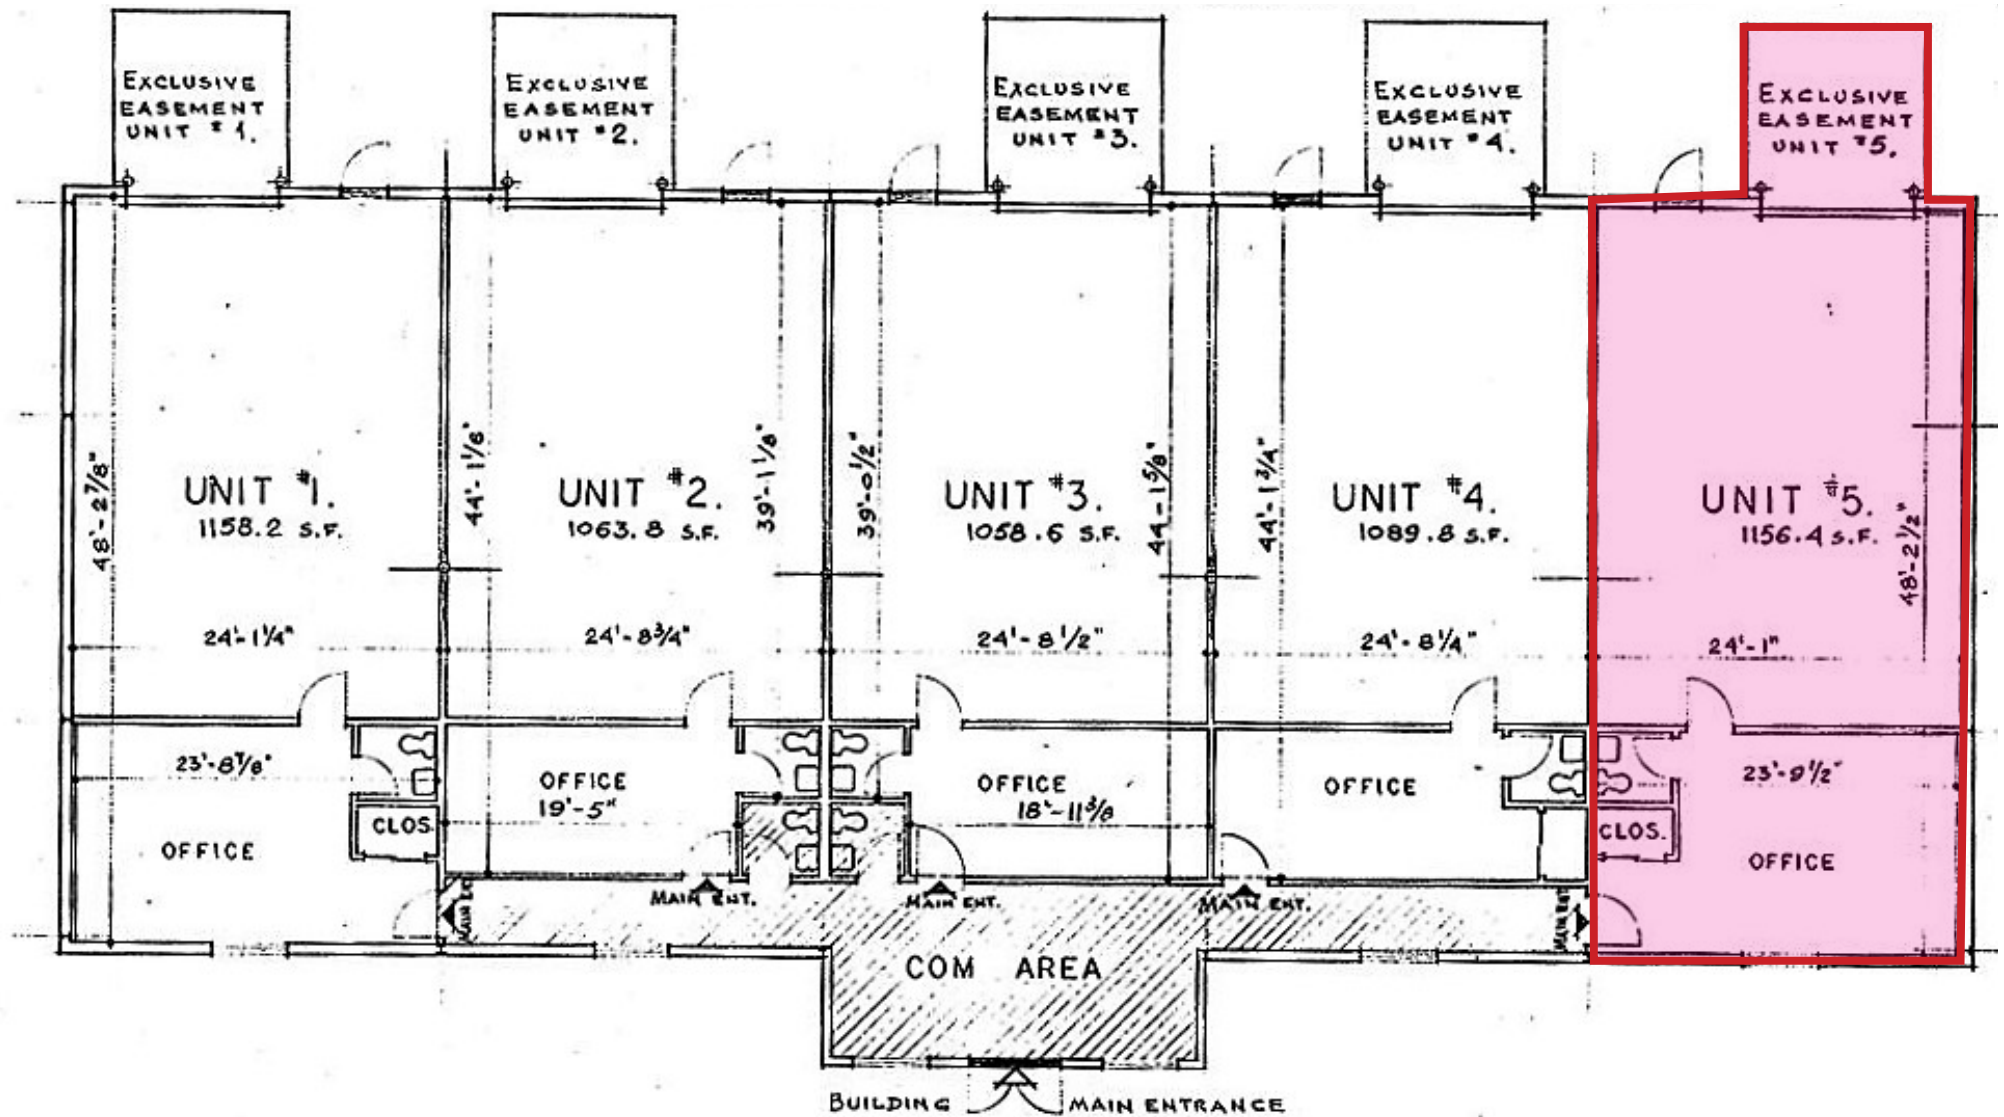 EXCLUSIVE
EASEMENT
UNIT #1.
EXCLUSIVE
EASEMENT
UNIT #2.
EXCLUSIVE
EASEMENT
UNIT #3.
EXCLUSIVE
EASEMENT
UNIT #4.
EXCLUSIVE
EASEMENT
UNIT #5.
48'-2 7/8"
UNIT #1.
1158.2 S.F.
24'-1 1/4"
44'-1 1/8"
UNIT #2.
1063.8 S.F.
24'-8 3/4"
39'-1 1/8"
39'-0 1/2"
UNIT #3.
1058.6 S.F.
24'-8 1/2"
44'-1 5/8"
44'-1 3/4"
UNIT #4.
1089.8 S.F.
24'-8 1/4"
UNIT #5.
1156.4 S.F.
24'-1"
48'-2 1/2"
23'-8 7/8"
CLOS.
OFFICE
OFFICE
19'-5"
OFFICE
18'-11 3/8
OFFICE
23'-9 1/2"
CLOS.
OFFICE
MAIN ENT.
MAIN ENT.
MAIN ENT.
MAIN ENT.
MAIN ENT
COM AREA
BUILDING MAIN ENTRANCE